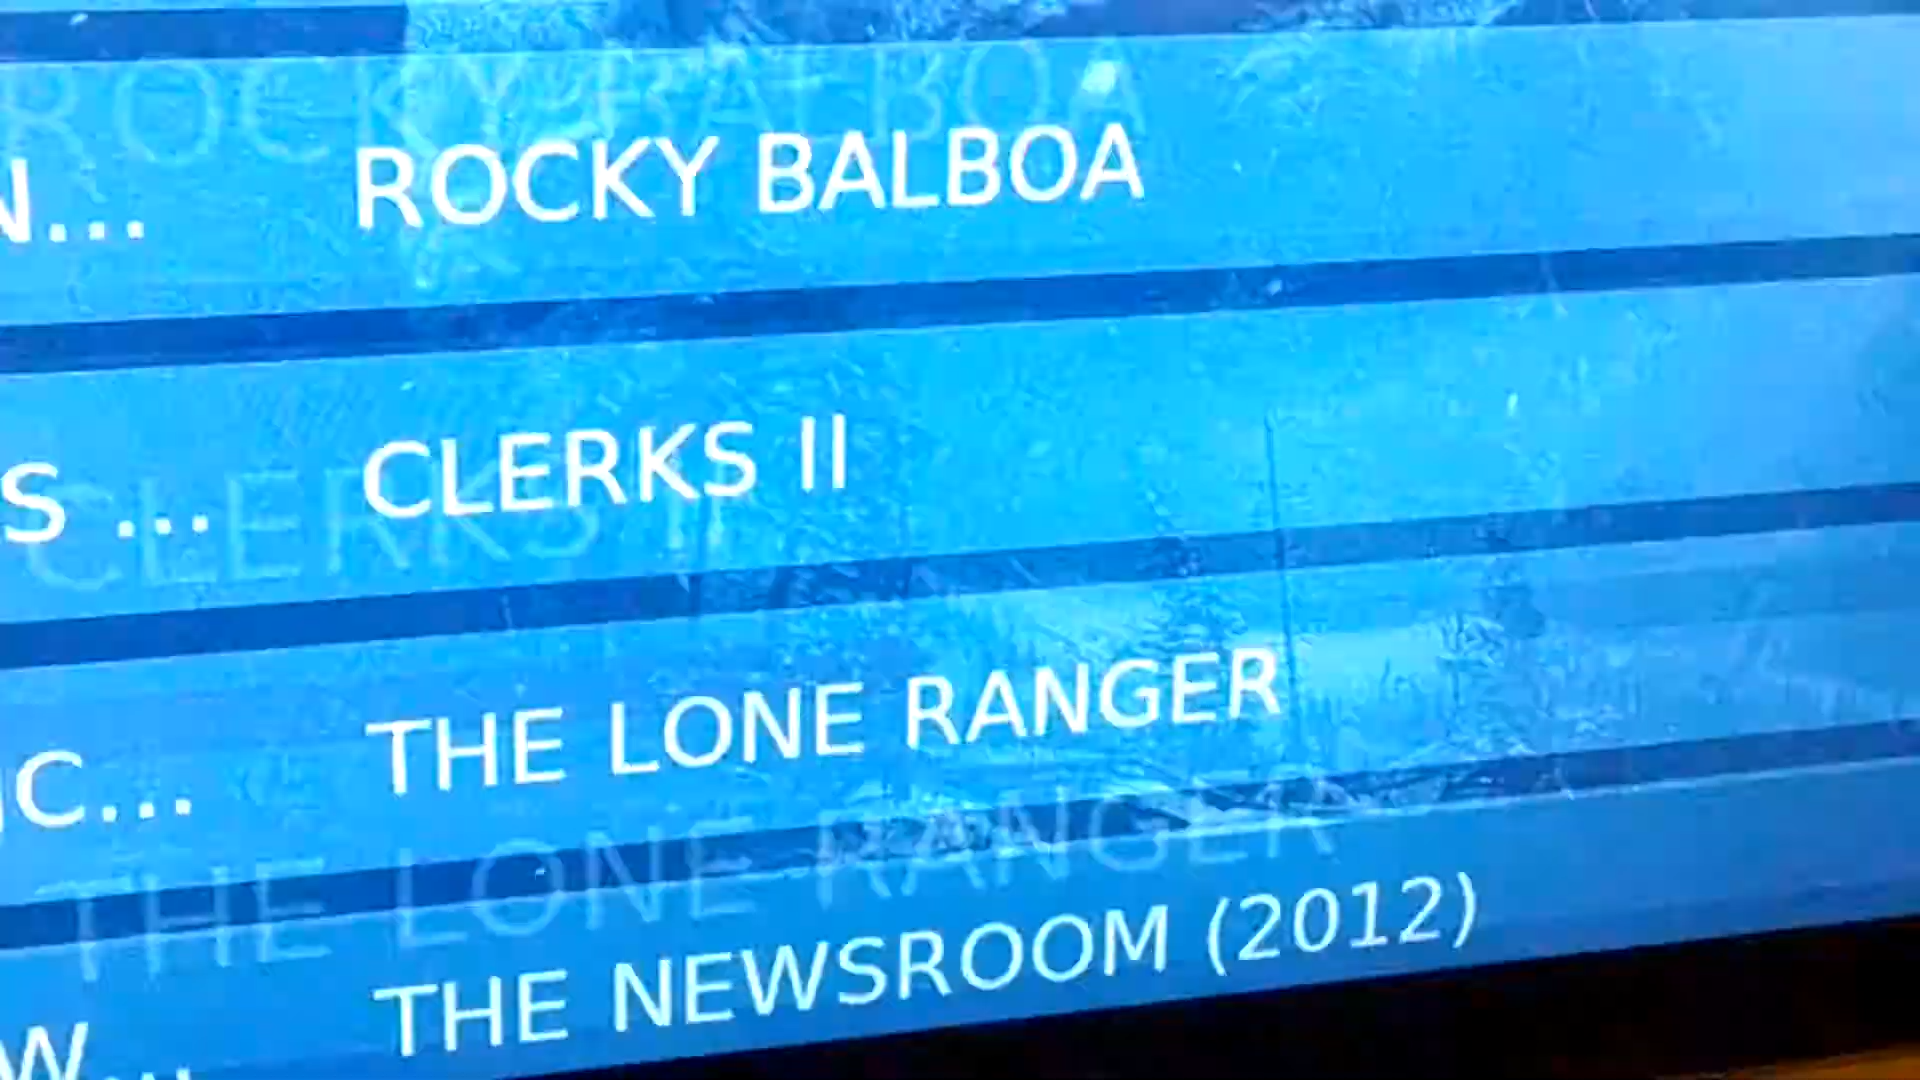 N... ROCKY BALBOA
S ... CLERKS II
C... THE LONE RANGER
W... THE NEWSROOM (2012)